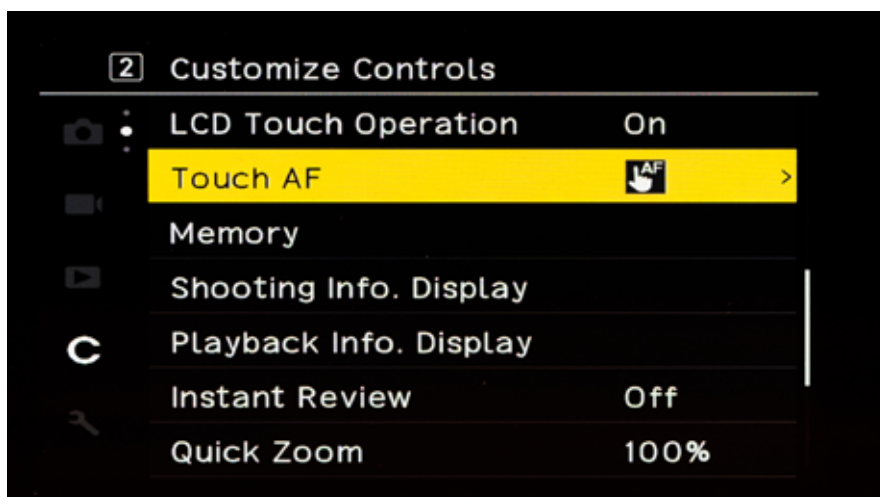 2 Customize Controls
LCD Touch Operation On
Touch AF AF >
Memory
Shooting Info. Display
Playback Info. Display
C
Instant Review Off
Quick Zoom 100%